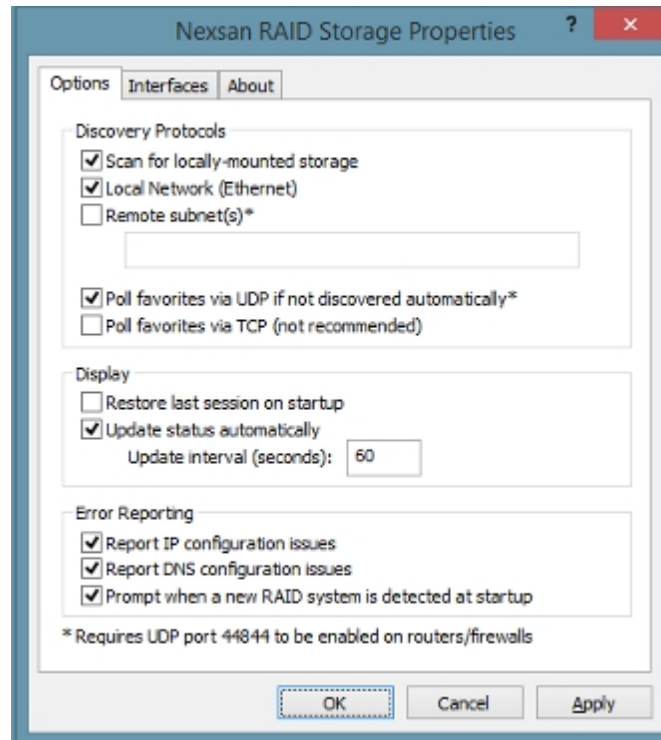 Nexsan RAID Storage Properties ? ×
Options Interfaces About
Discovery Protocols
Scan for locally-mounted storage
Local Network (Ethernet)
Remote subnet(s)*
Poll favorites via UDP if not discovered automatically*
Poll favorites via TCP (not recommended)
Display
Restore last session on startup
Update status automatically
Update interval (seconds): 60
Error Reporting
Report IP configuration issues
Report DNS configuration issues
Prompt when a new RAID system is detected at startup
* Requires UDP port 44844 to be enabled on routers/firewalls
OK Cancel Apply